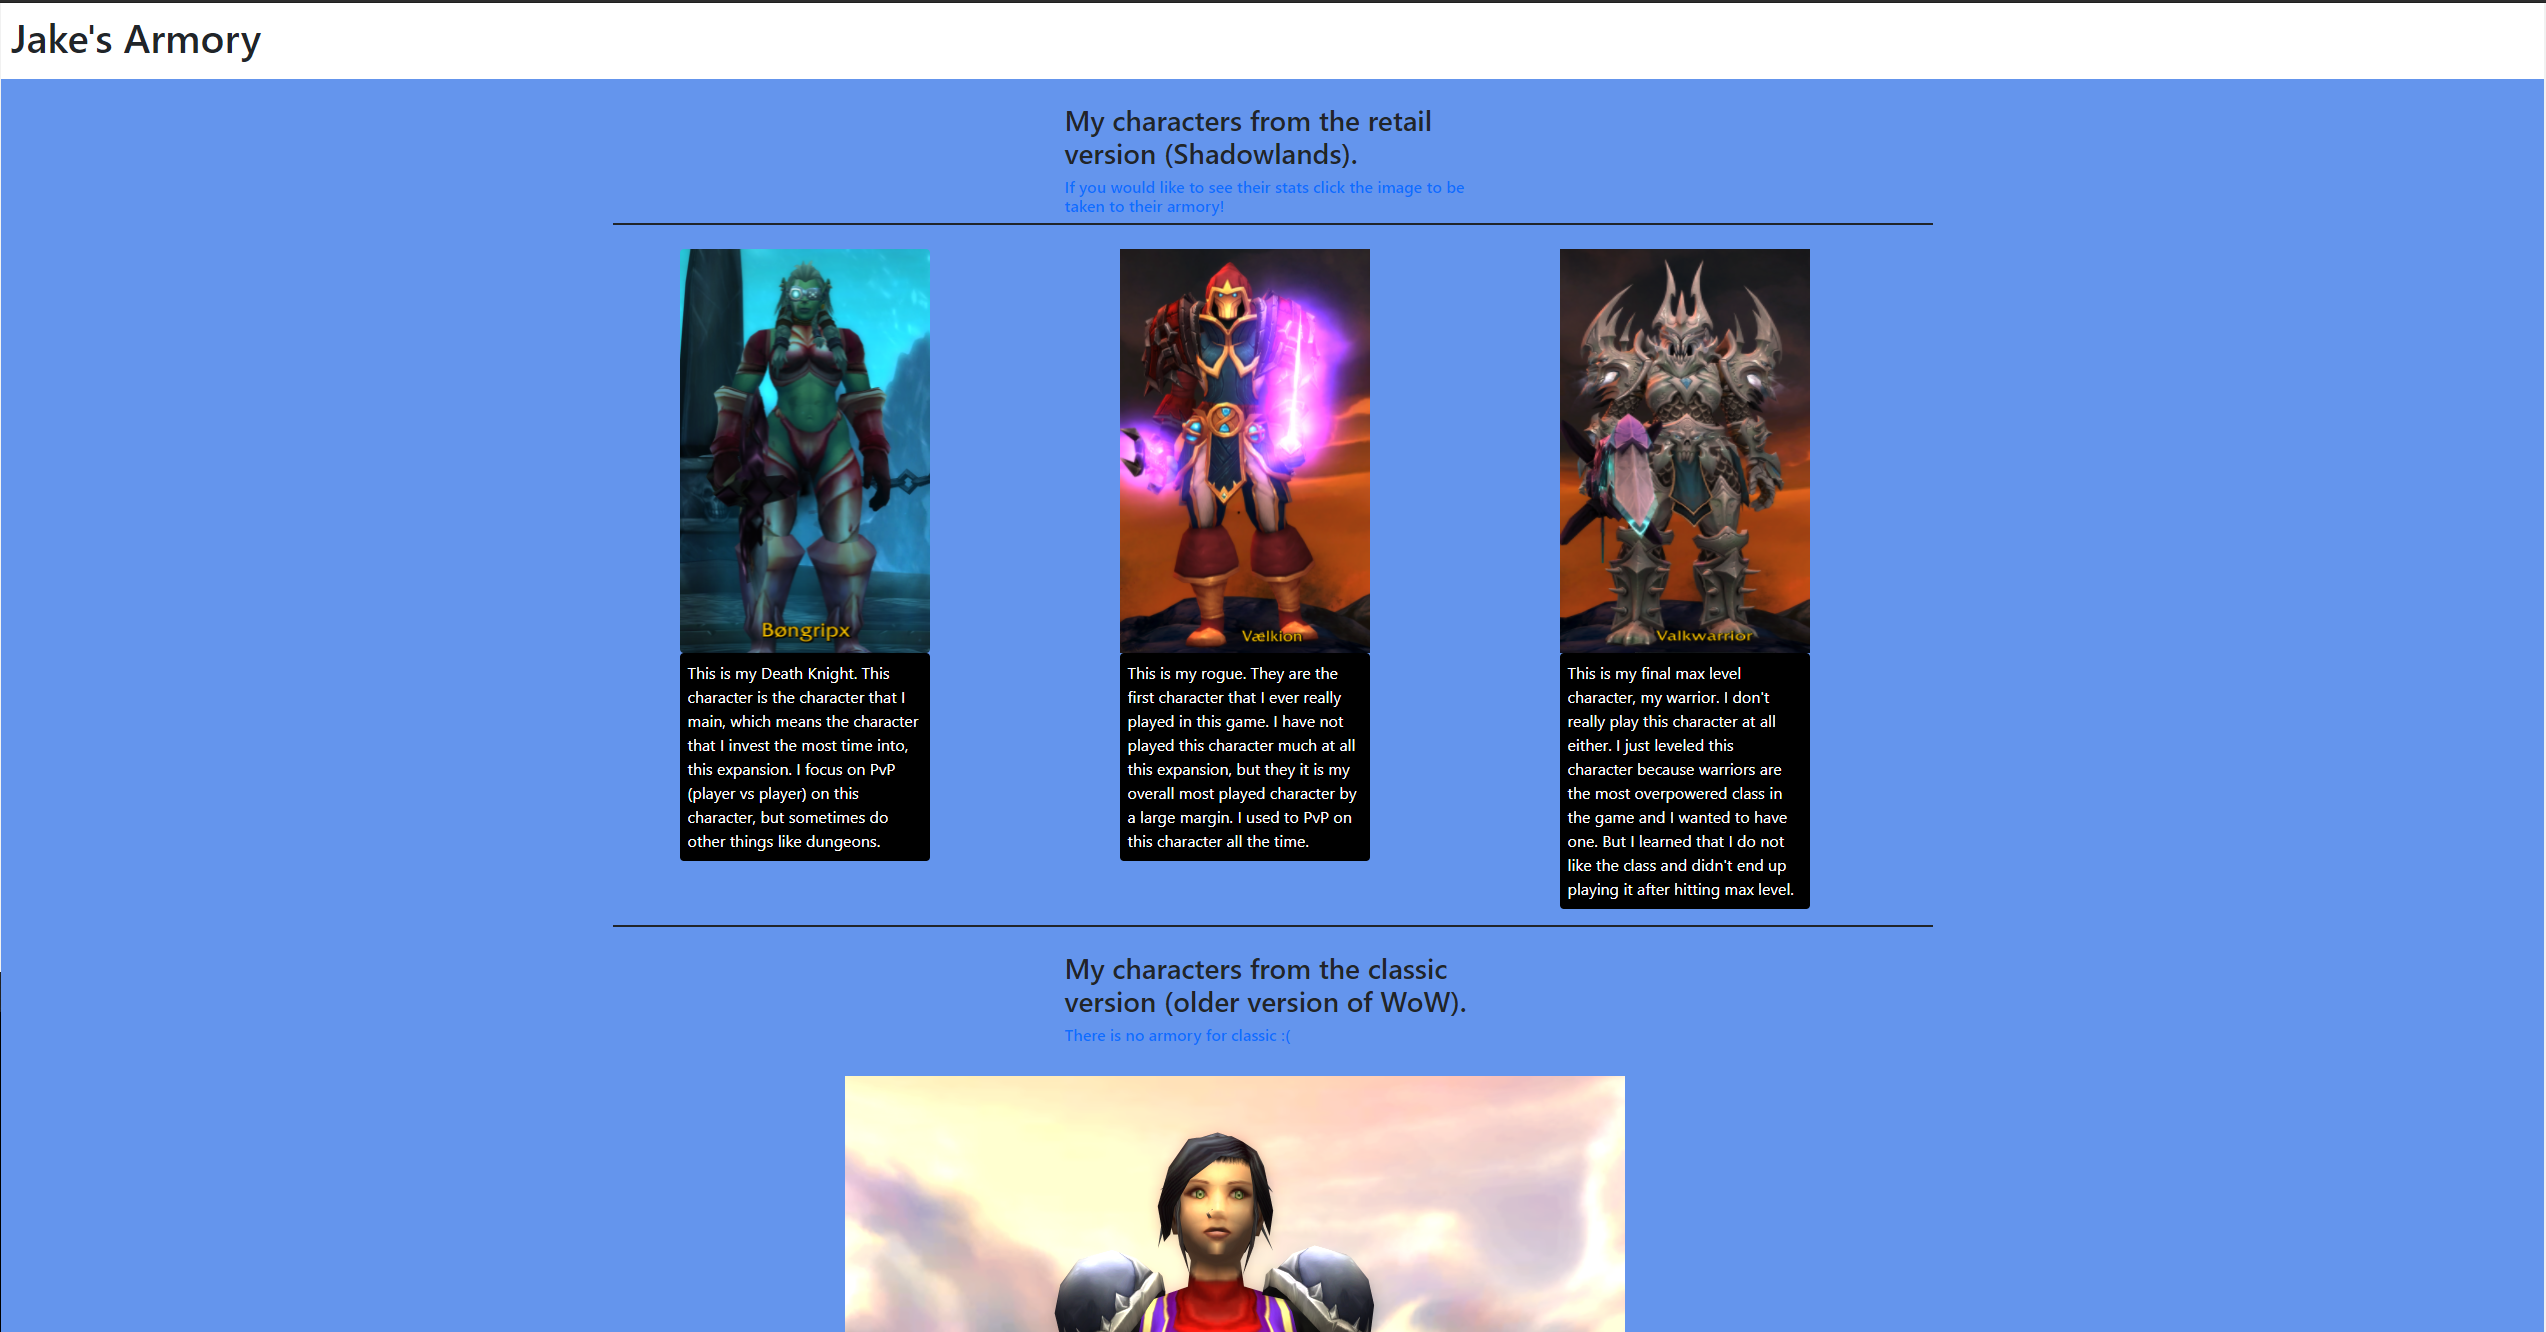 Jake's Armory
My characters from the retail
version (Shadowlands).
If you would like to see their stats click the image to be
taken to their armory!
Bøngripx
This is my Death Knight. This
character is the character that I
main, which means the character
that I invest the most time into,
this expansion. I focus on PvP
(player vs player) on this
character, but sometimes do
other things like dungeons.
Vælkion
This is my rogue. They are the
first character that I ever really
played in this game. I have not
played this character much at all
this expansion, but they it is my
overall most played character by
a large margin. I used to PvP on
this character all the time.
Valkwarrior
This is my final max level
character, my warrior. I don't
really play this character at all
either. I just leveled this
character because warriors are
the most overpowered class in
the game and I wanted to have
one. But I learned that I do not
like the class and didn't end up
playing it after hitting max level.
My characters from the classic
version (older version of WoW).
There is no armory for classic :(